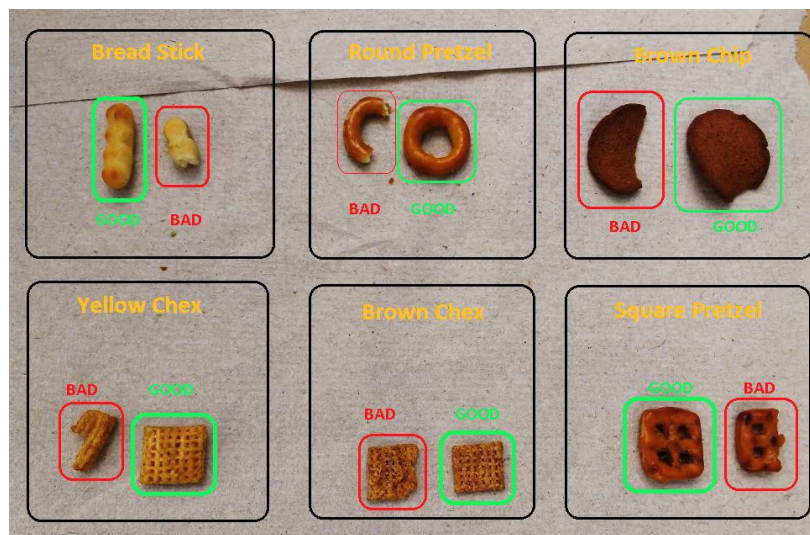 Bread Stick
GOOD
BAD
Round Pretzel
BAD
GOOD
Brown Chip
BAD
GOOD
Yellow Chex
BAD
GOOD
Brown Chex
BAD
GOOD
Square Pretzel
GOOD
BAD